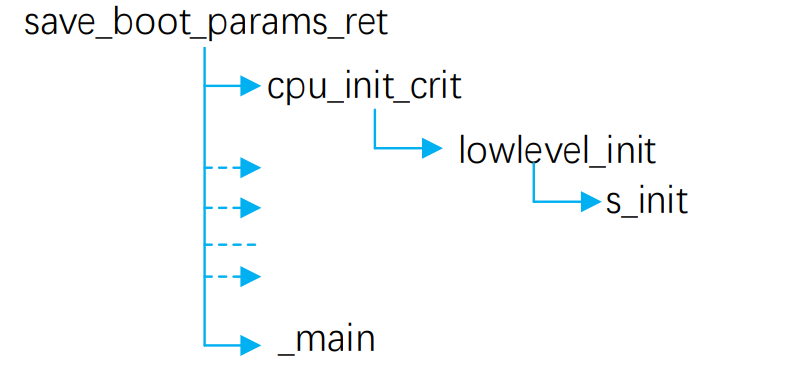 save_boot_params_ret
cpu_init_crit
lowlevel_init
s_init
_main